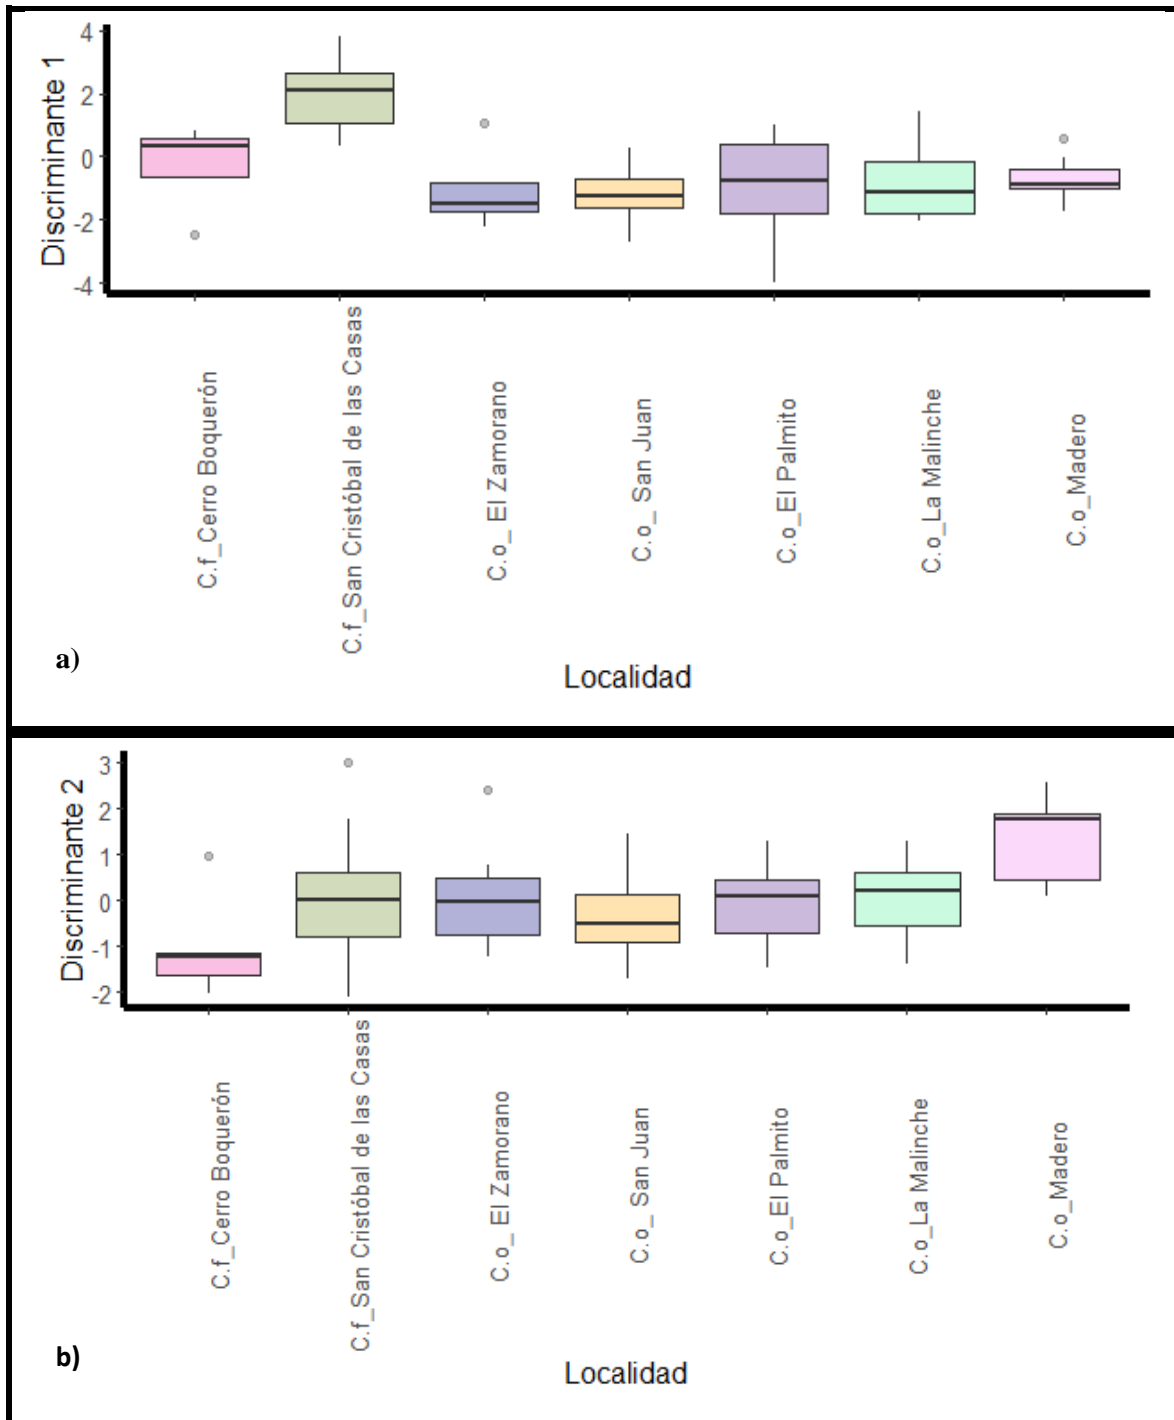 Discriminante 1
4
2
0
-2
-4
C.f_Cerro Boquerón
C.f_San Cristóbal de las Casas
C.o_ El Zamorano
C.o_ San Juan
C.o_El Palmito
C.o_La Malinche
C.o_Madero
a)
Localidad
Discriminante 2
3
2
1
0
-1
-2
C.f_Cerro Boquerón
C.f_San Cristóbal de las Casas
C.o_ El Zamorano
C.o_ San Juan
C.o_El Palmito
C.o_La Malinche
C.o_Madero
b)
Localidad